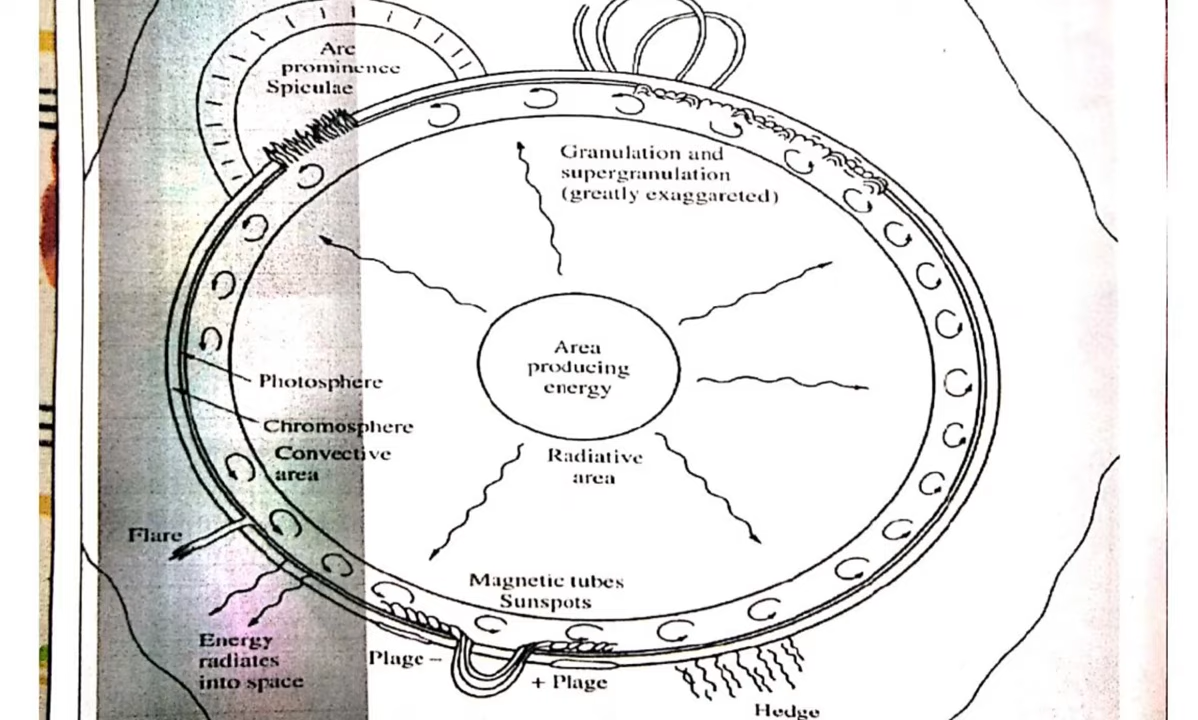 Arc
prominence
Spiculae
Granulation and
supergranulation
(greatly exaggareted)
Area
producing
energy
Photosphere
Chromosphere
Convective
area
Radiative
area
Flare
Magnetic tubes
Sunspots
Energy
radiates
into space
Plage –
+ Plage
Hedge